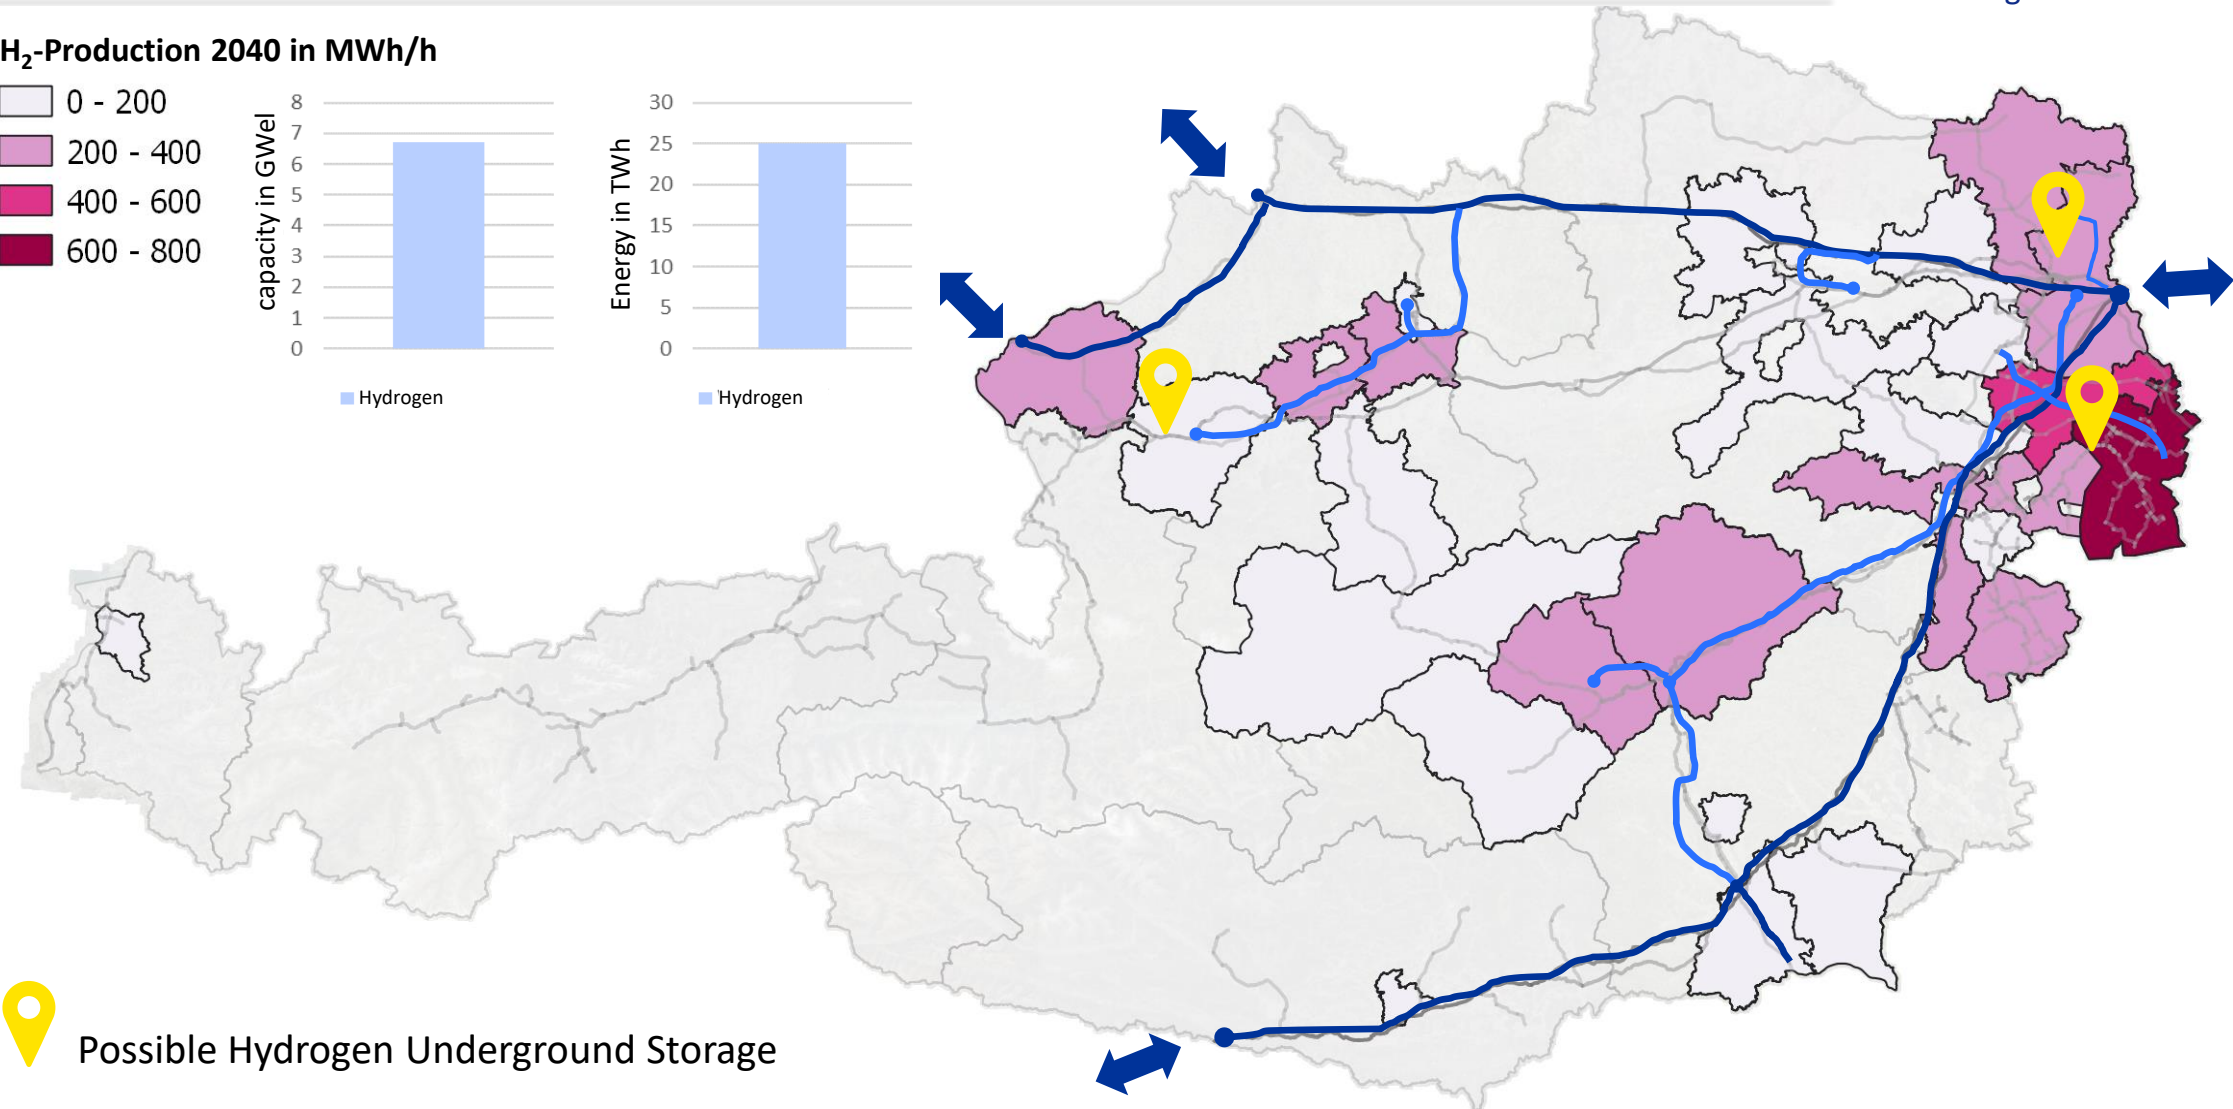 H₂-Production 2040 in MWh/h
0 - 200
200 - 400
400 - 600
600 - 800
capacity in GWel
8
7
6
5
4
3
2
1
0
Hydrogen
Energy in TWh
30
25
20
15
10
5
0
Hydrogen
Possible Hydrogen Underground Storage